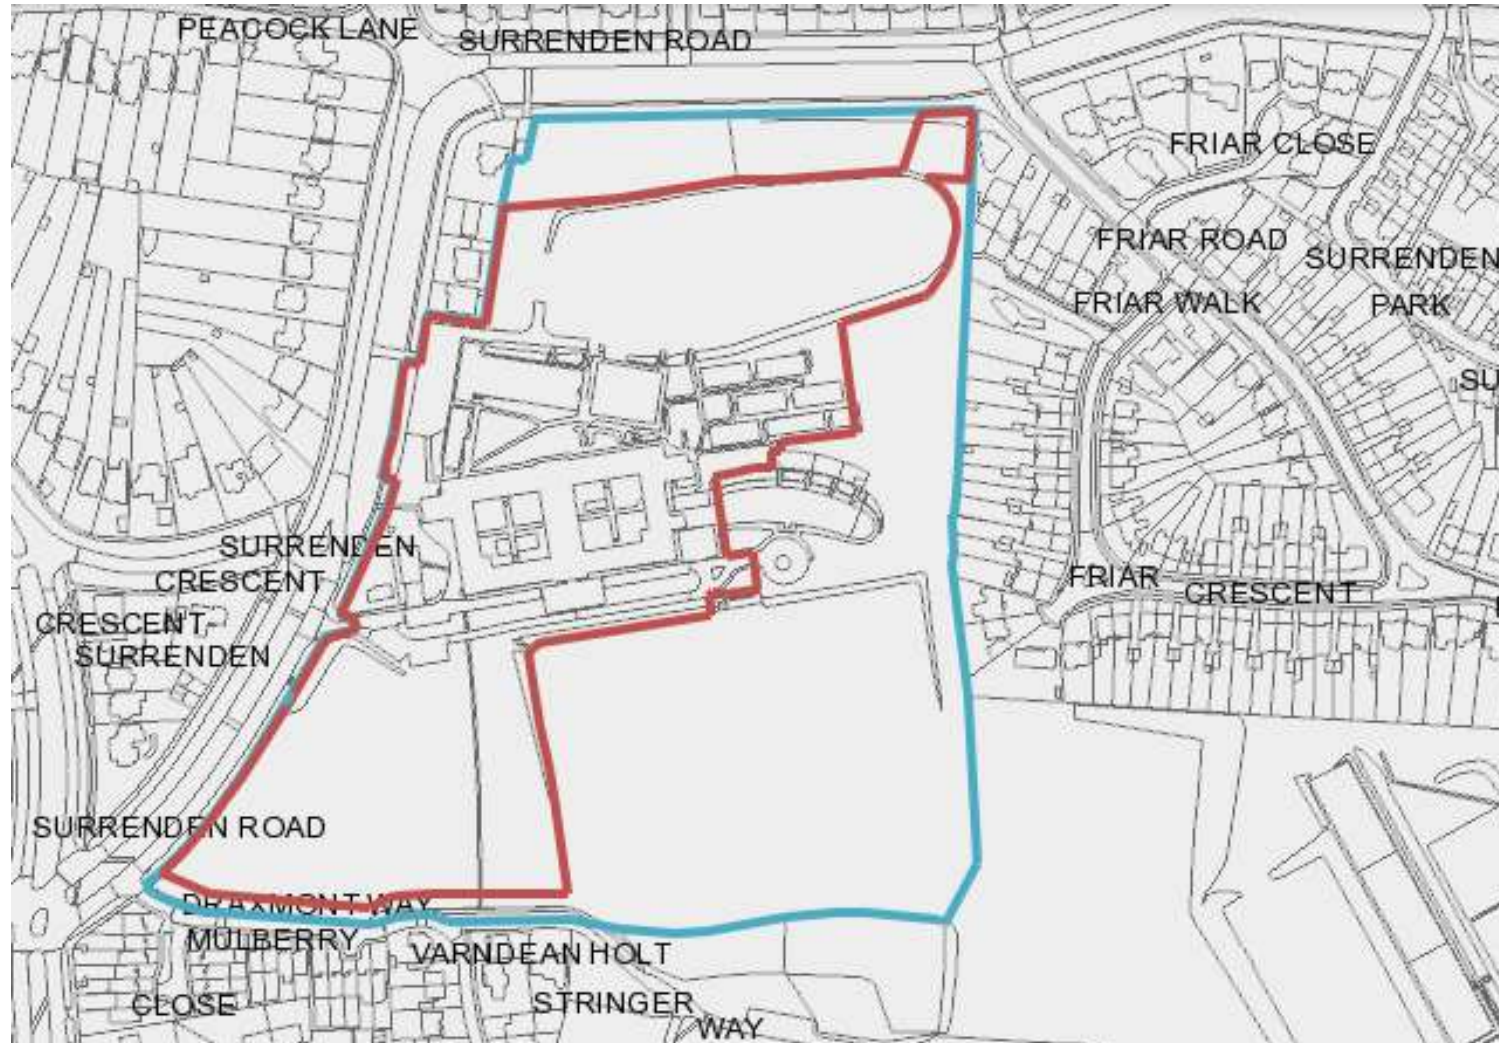 PEACOCK LANE
SURRENDEN ROAD
FRIAR CLOSE
FRIAR ROAD
SURRENDEN
PARK
FRIAR WALK
SU
SURRENDEN
CRESCENT
CRESCENT-
SURRENDEN
FRIAR
CRESCENT
SURRENDEN ROAD
DRAXMONT WAY
MULBERRY
CLOSE
VARNDEAN HOLT
STRINGER
WAY